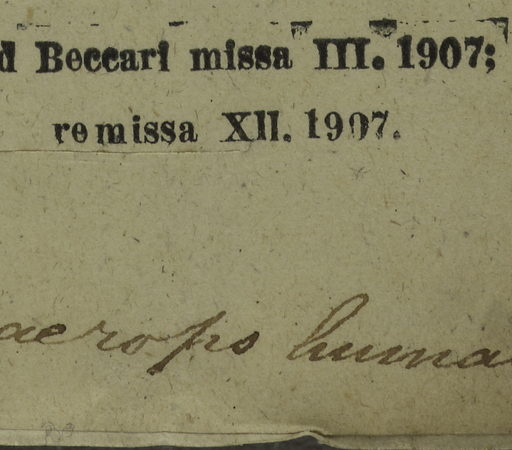 d Beccari missa III. 1907;
remissa XII. 1907.
aerops huma